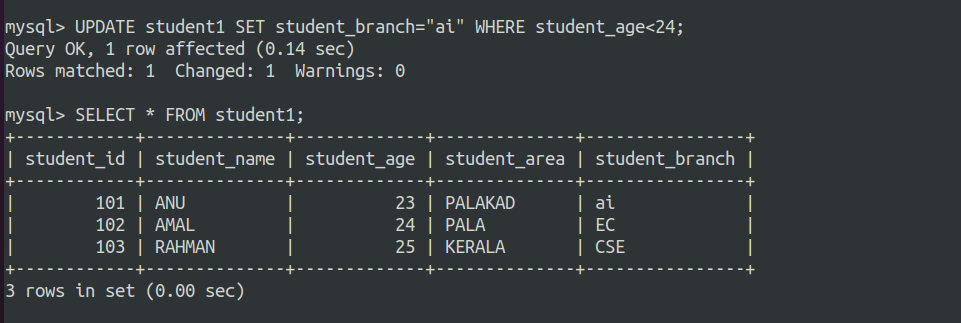 mysql> UPDATE student1 SET student_branch="ai" WHERE student_age<24;
Query OK, 1 row affected (0.14 sec)
Rows matched: 1  Changed: 1  Warnings: 0

mysql> SELECT * FROM student1;
+------------+--------------+-------------+--------------+----------------+
| student_id | student_name | student_age | student_area | student_branch |
+------------+--------------+-------------+--------------+----------------+
|        101 | ANU          |          23 | PALAKAD      | ai             |
|        102 | AMAL         |          24 | PALA         | EC             |
|        103 | RAHMAN       |          25 | KERALA       | CSE            |
+------------+--------------+-------------+--------------+----------------+
3 rows in set (0.00 sec)